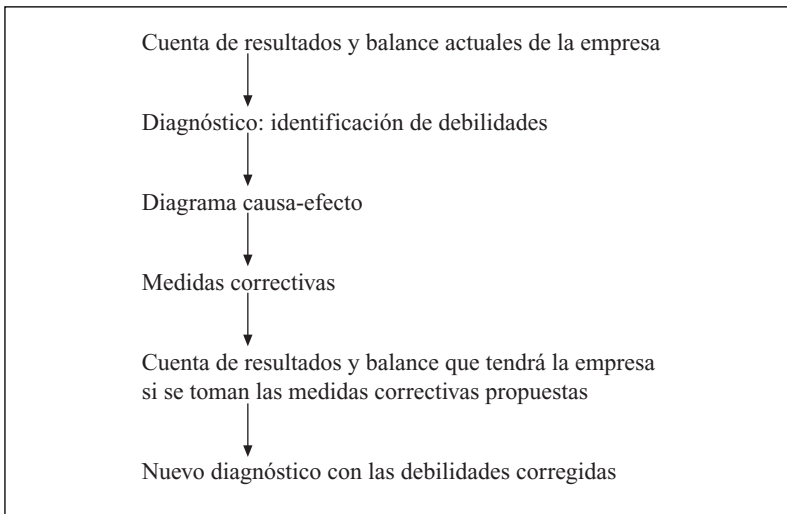 Cuenta de resultados y balance actuales de la empresa
Diagnóstico: identificación de debilidades
Diagrama causa-efecto
Medidas correctivas
Cuenta de resultados y balance que tendrá la empresa
si se toman las medidas correctivas propuestas
Nuevo diagnóstico con las debilidades corregidas